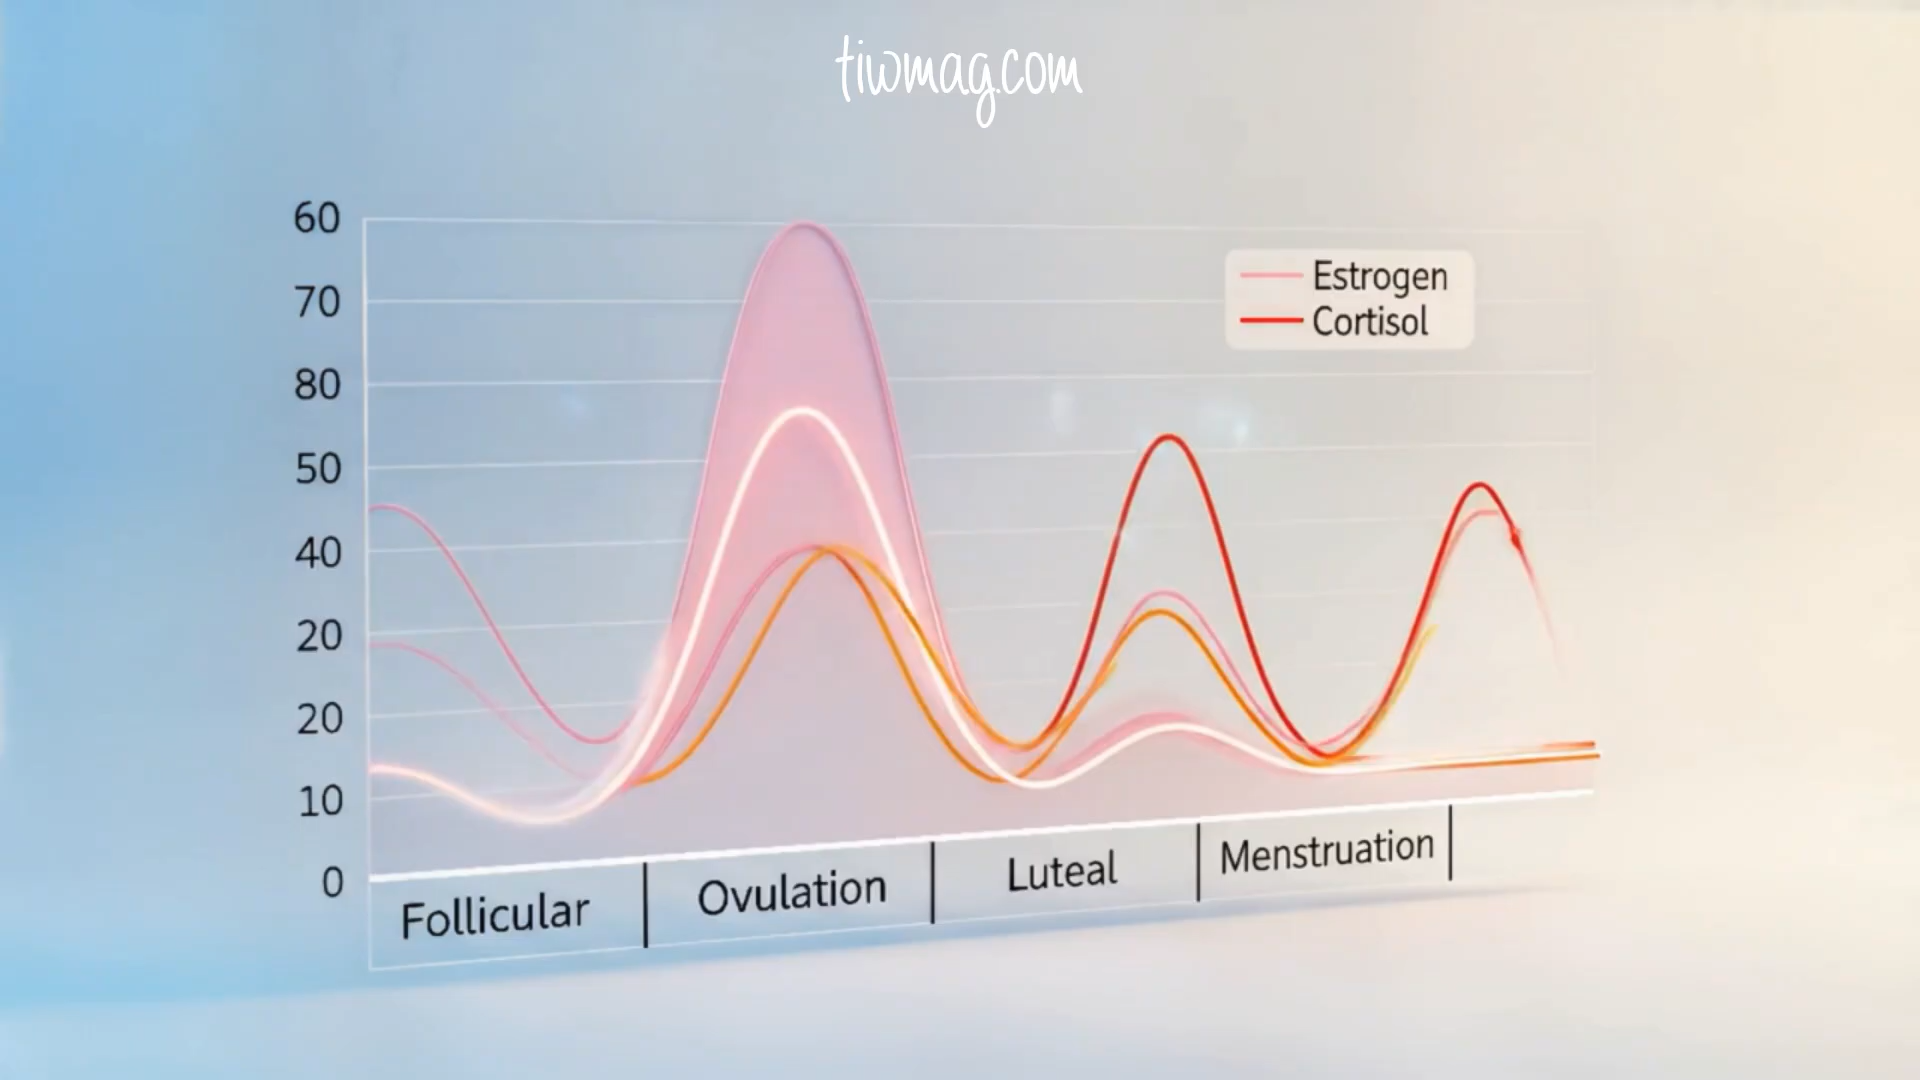 tiwmag.com
60
70
80
50
40
20
20
10
0
Estrogen
Cortisol
Follicular
Ovulation
Luteal
Menstruation